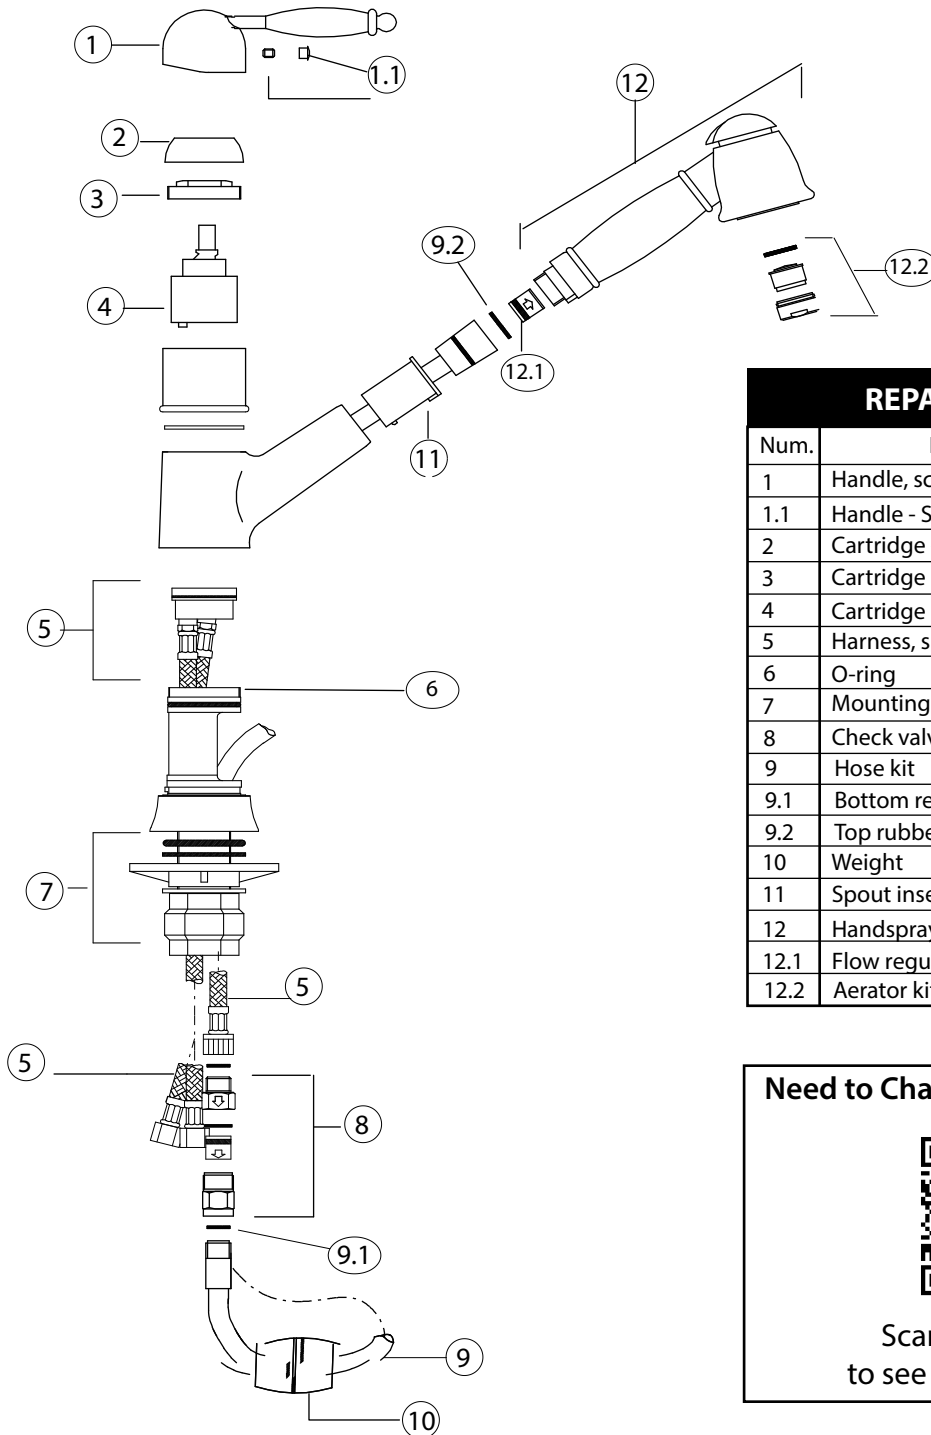 1
1.1
12
2
3
9.2
12.2
4
12.1
11
5
6
7
5
5
8
9.1
9
10
REPA
Num.
1 Handle, sc
1.1 Handle - S
2 Cartridge
3 Cartridge
4 Cartridge
5 Harness, s
6 O-ring
7 Mounting
8 Check valv
9 Hose kit
9.1 Bottom re
9.2 Top rubbe
10 Weight
11 Spout inse
12 Handspray
12.1 Flow regu
12.2 Aerator kit
Need to Cha
Scan
to see